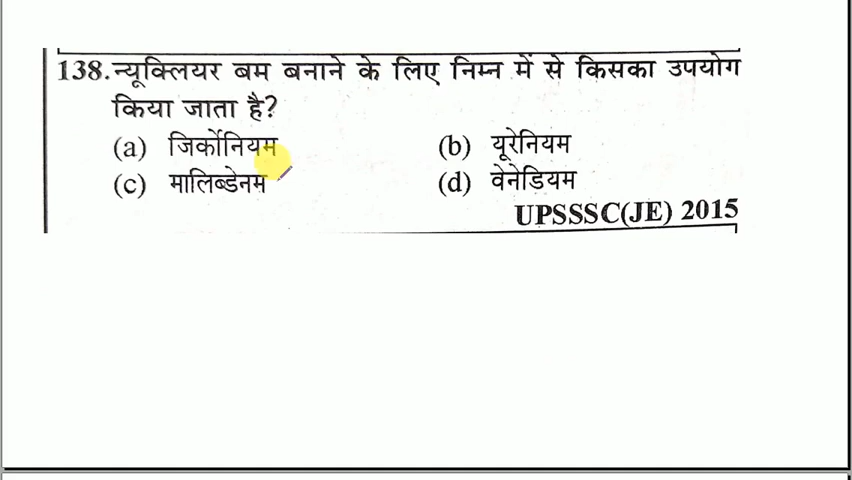 138. न्यूक्लियर बम बनाने के लिए निम्न में से किसका उपयोग
किया जाता है?
(a) जिर्कोनियम (b) यूरेनियम
(c) मालिब्डेनम (d) वेनेडियम
UPSSSC(JE) 2015